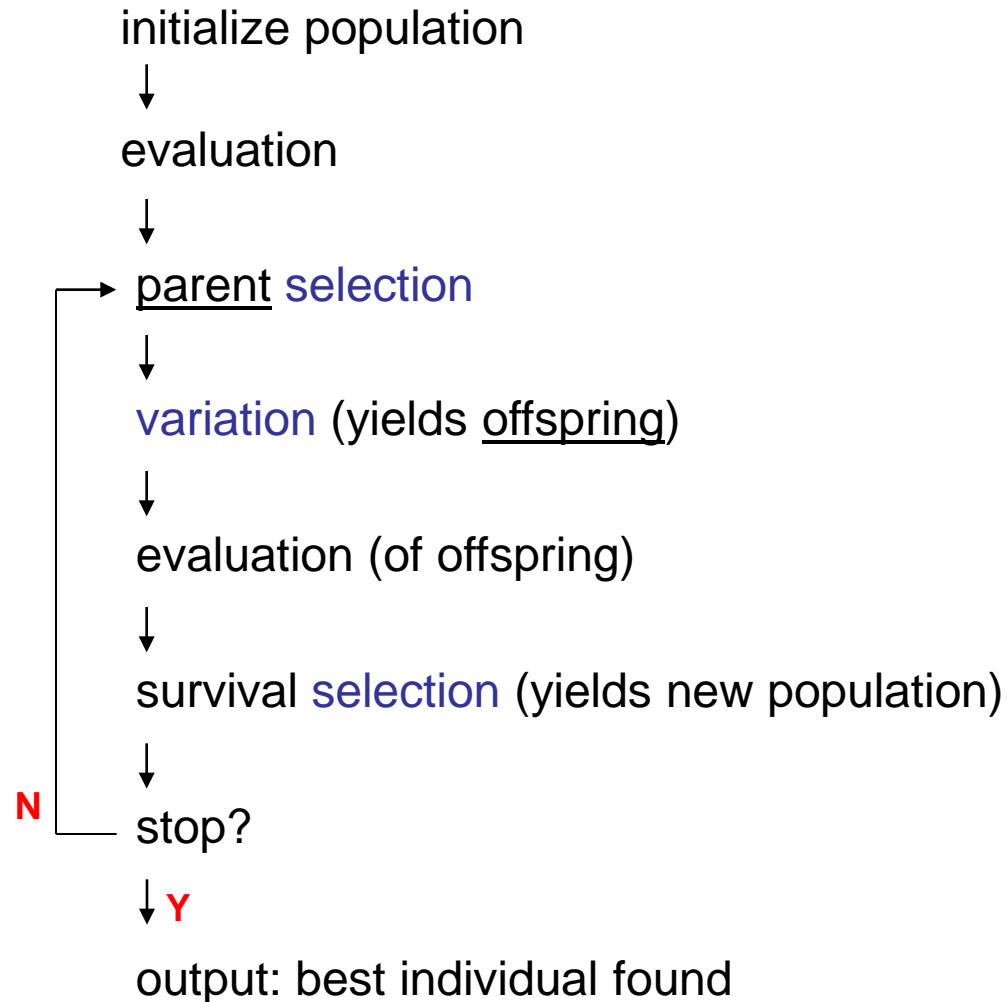 initialize population
evaluation
parent selection
variation (yields offspring)
evaluation (of offspring)
survival selection (yields new population)
N
stop?
Y
output: best individual found